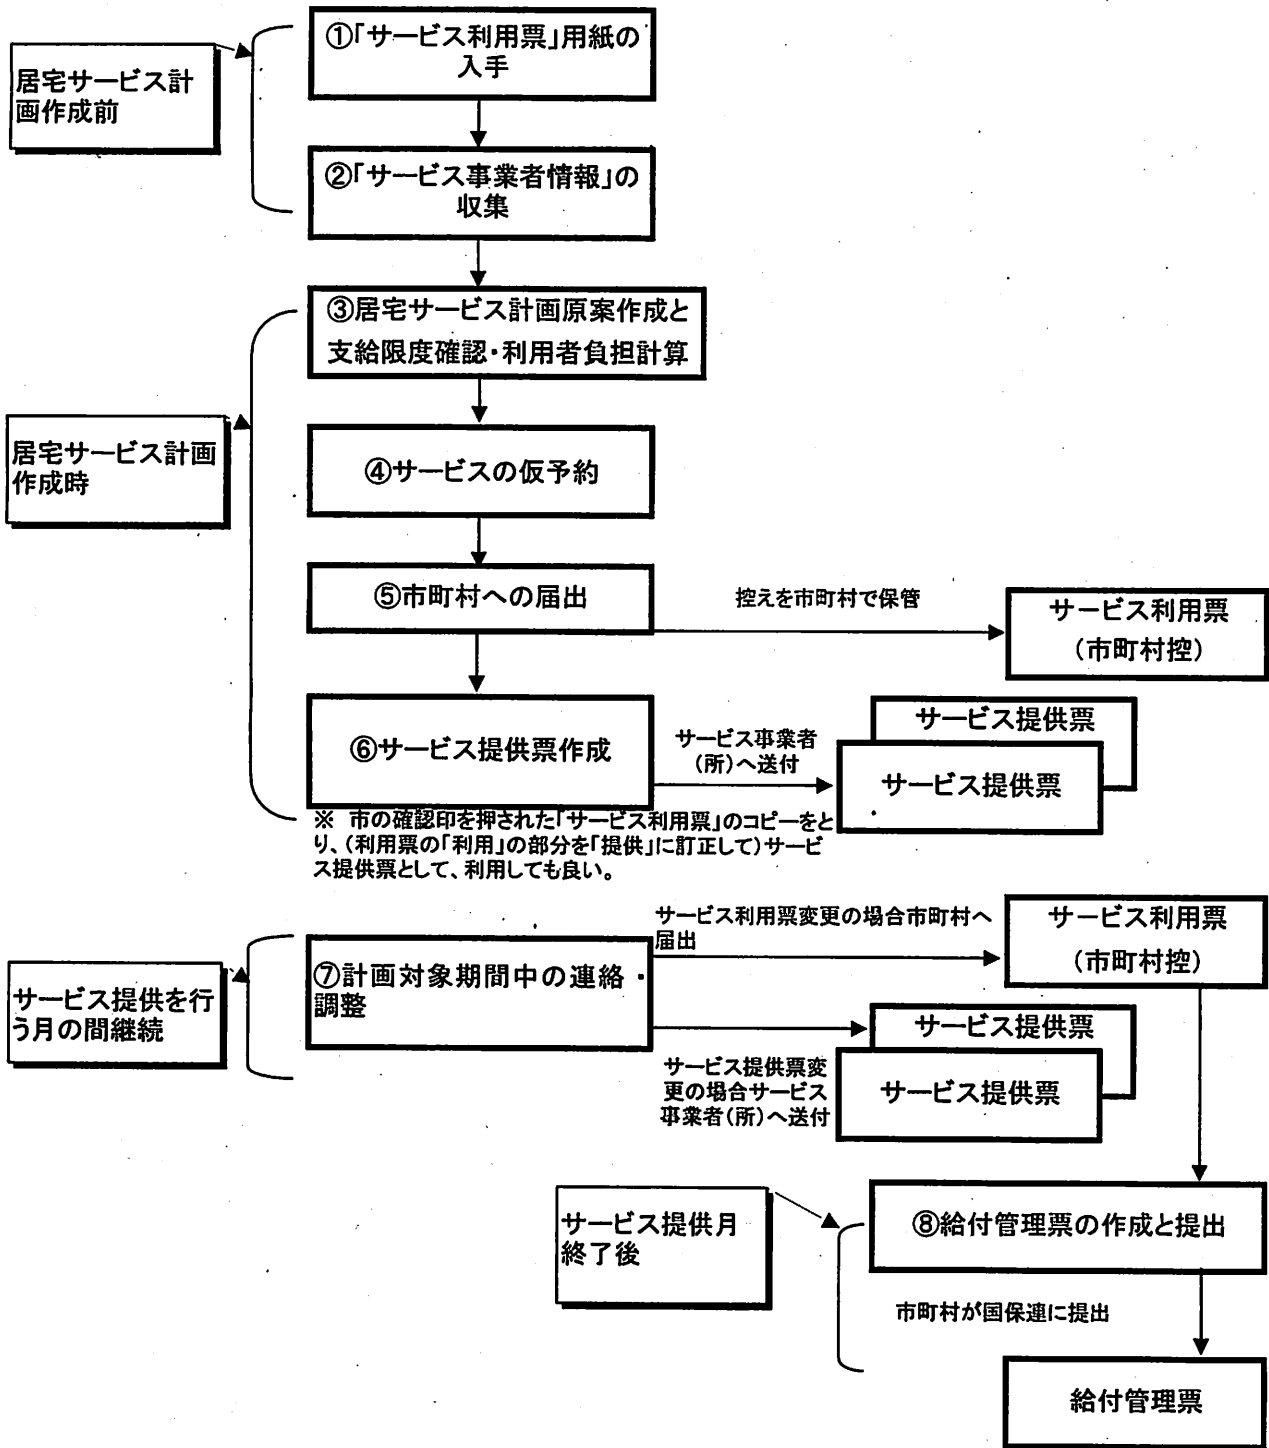 ①「サービス利用票」用紙の
入手
居宅サービス計
画作成前
②「サービス事業者情報」の
収集
③居宅サービス計画原案作成と
支給限度確認・利用者負担計算
居宅サービス計画
作成時
④サービスの仮予約
⑤市町村への届出
控えを市町村で保管
サービス利用票
(市町村控)
⑥サービス提供票作成
サービス事業者
(所)へ送付
サービス提供票
サービス提供票
※ 市の確認印を押された「サービス利用票」のコピーをと
り、(利用票の「利用」の部分を「提供」に訂正して)サービ
ス提供票として、利用しても良い。
サービス提供を行
う月の間継続
⑦計画対象期間中の連絡・
調整
サービス利用票変更の場合市町村へ
届出
サービス利用票
(市町村控)
サービス提供票変
更の場合サービス
事業者(所)へ送付
サービス提供票
サービス提供票
サービス提供月
終了後
⑧給付管理票の作成と提出
市町村が国保連に提出
給付管理票